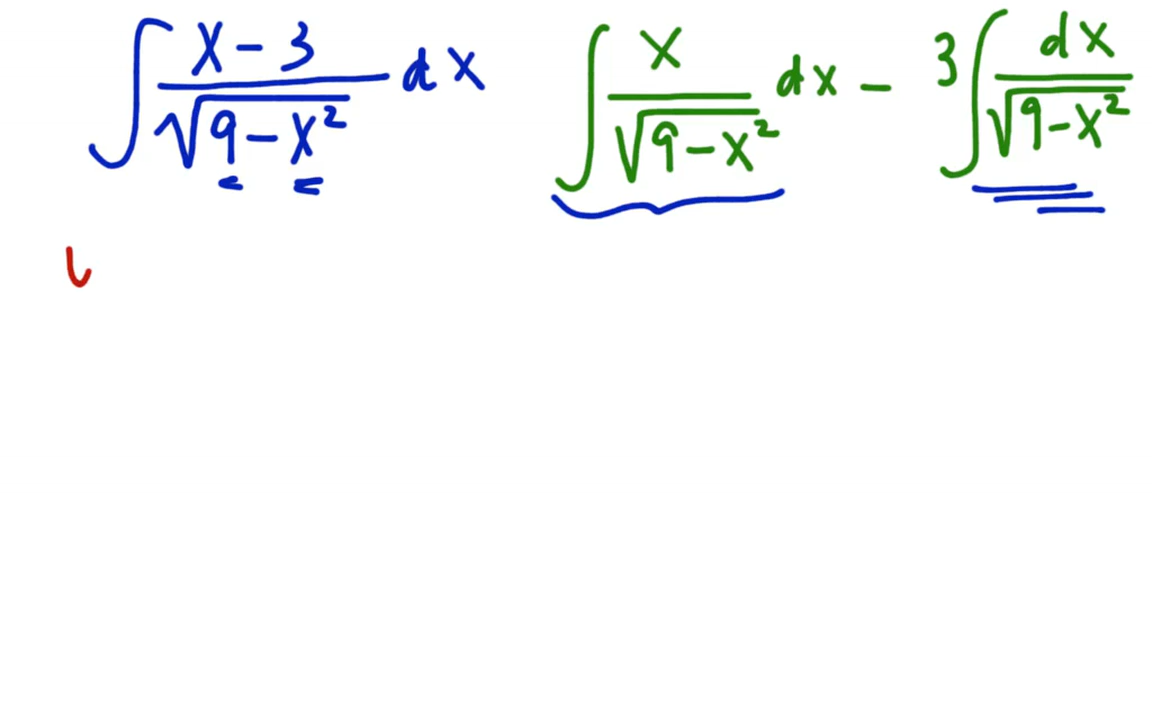 ∫ (x - 3)/√(9 - x²) dx   ∫ x/√(9 - x²) dx - 3 ∫ dx/√(9 - x²)
u